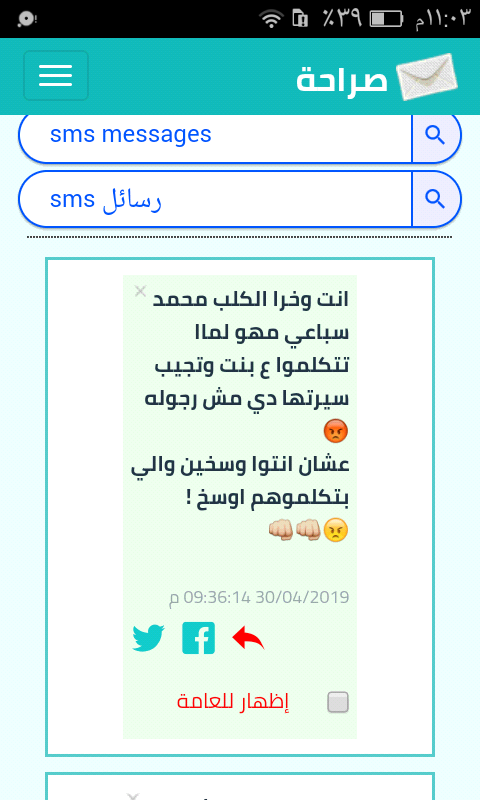 ١١:٠٣م ٪٣٩
صراحة
sms messages
sms رسائل
انت وخرا الكلب محمد
سباعي مهو لماا
تتكلموا ع بنت وتجيب
سيرتها دي مش رجوله
😡
عشان انتوا وسخين والي
بتكلموهم اوسخ !
😠👊🏻👊🏻
30/04/2019 09:36:14 م
إظهار للعامة